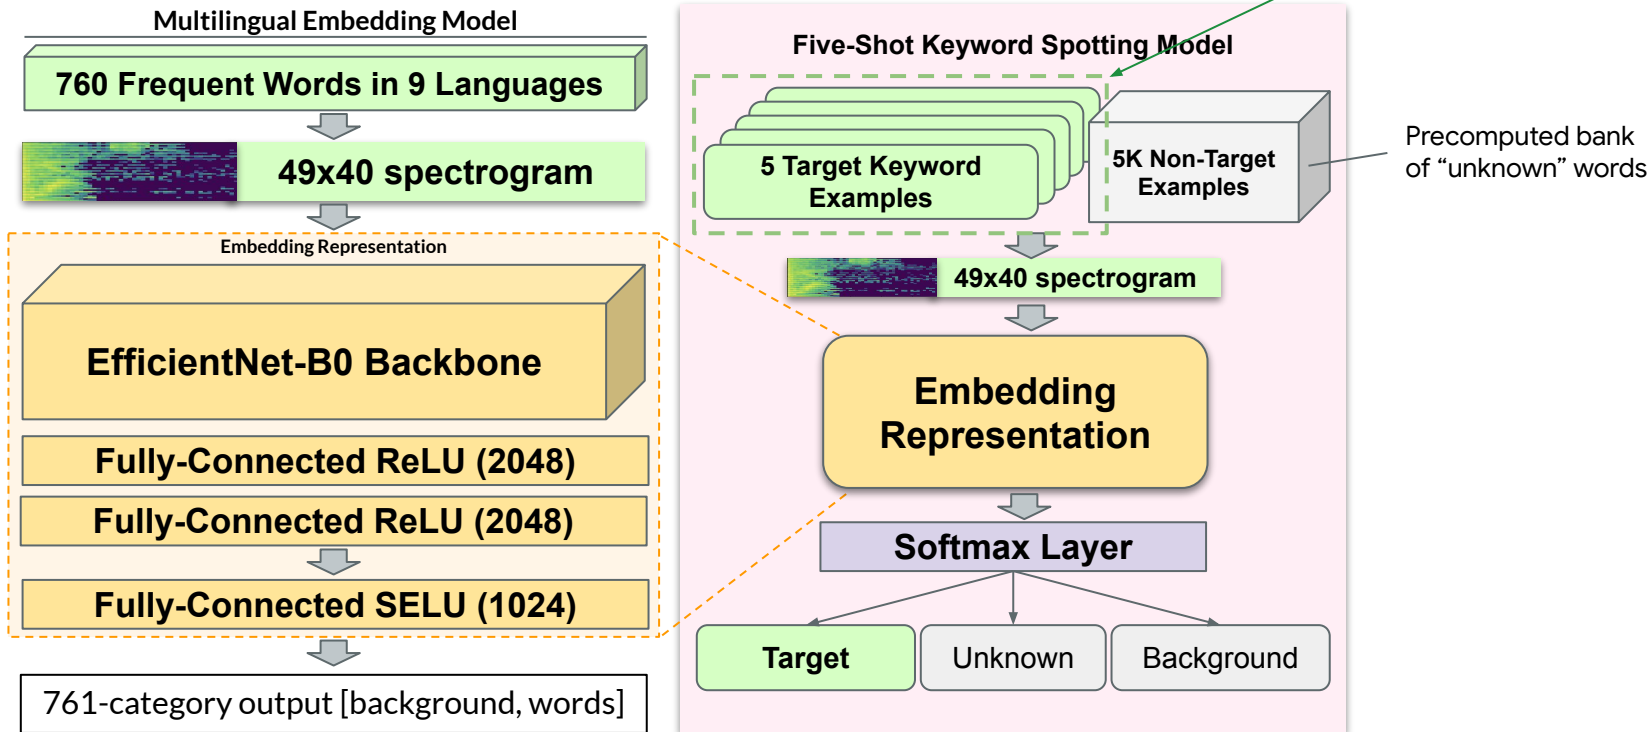 Multilingual Embedding Model
760 Frequent Words in 9 Languages
49x40 spectrogram
Embedding Representation
EfficientNet-B0 Backbone
Fully-Connected ReLU (2048)
Fully-Connected ReLU (2048)
Fully-Connected SELU (1024)
761-category output [background, words]
Five-Shot Keyword Spotting Model
5 Target Keyword
Examples
5K Non-Target
Examples
Precomputed bank
of “unknown” words
49x40 spectrogram
Embedding
Representation
Softmax Layer
Target
Unknown
Background